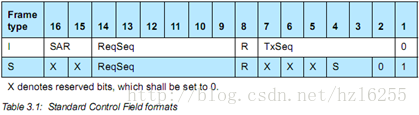 Frame type 16 15 14 13 12 11 10 9 8 7 6 5 4 3 2 1
I SAR ReqSeq R TxSeq 0
S X X ReqSeq R X X X X S 0 1
X denotes reserved bits, which shall be set to 0.
http://blog.csdn.net/hzl6255
Table 3.1: Standard Control Field formats